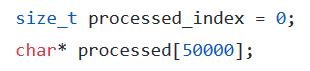 size_t processed_index = 0;
char* processed[50000];